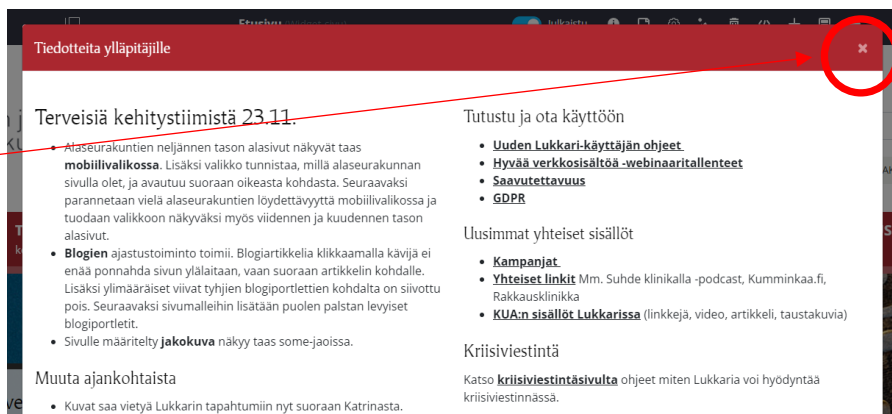 Etusivu
Julkaistu
Tiedotteita ylläpitäjille
Terveisiä kehitystiimistä 23.11.
• Alaseurakuntien neljännen tason alasivut näkyvät taas
mobiilivalikossa. Lisäksi valikko tunnistaa, millä alaseurakunnan
sivulla olet, ja avautuu suoraan oikeasta kohdasta. Seuraavaksi
parannetaan vielä alaseurakuntien löydettävyyttä mobiilivalikossa ja
tuodaan valikkoon näkyväksi myös viidennen ja kuudennen tason
alasivut.
• Blogien ajastustoiminto toimii. Blogiartikkelia klikkaamalla kävijä ei
enää ponnahda sivun ylälaitaan, vaan suoraan artikkelin kohdalle.
Lisäksi ylimääräiset viivat tyhjien blogiportlettien kohdalta on siivottu
pois. Seuraavaksi sivumalleihin lisätään puolen palstan levyiset
blogiportletit.
• Sivulle määritelty jakokuva näkyy taas some-jaoissa.
Muuta ajankohtaista
• Kuvat saa vietyä Lukkarin tapahtumiin nyt suoraan Katrinasta.
Tutustu ja ota käyttöön
• Uuden Lukkari-käyttäjän ohjeet
• Hyvää verkkosisältöä -webinaaritallenteet
• Saavutettavuus
• GDPR
Uusimmat yhteiset sisällöt
• Kampanjat
• Yhteiset linkit Mm. Suhde klinikalla -podcast, Kumminkaa.fi,
Rakkausklinikka
• KUA:n sisällöt Lukkarissa (linkkejä, video, artikkeli, taustakuvia)
Kriisiviestintä
Katso kriisiviestintäsivulta ohjeet miten Lukkaria voi hyödyntää
kriisiviestinnässä.